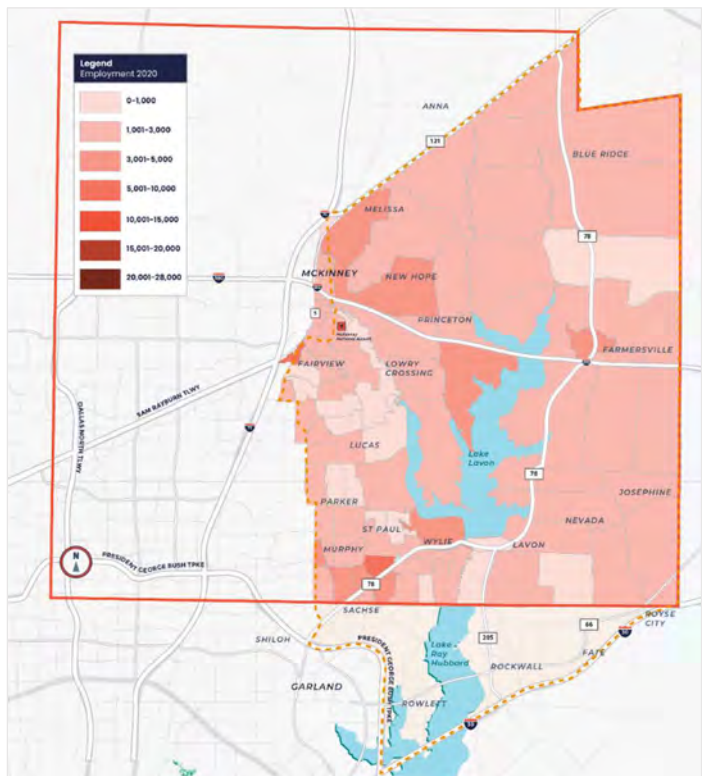 Legend
Employment 2020
0-1,000
1,001-3,000
3,001-5,000
5,001-10,000
10,001-15,000
15,001-20,000
20,001-28,000
ANNA
121
BLUE RIDGE
MELISSA
78
MCKINNEY
NEW HOPE
PRINCETON
5
McKinney
National Airport
FARMERSVILLE
FAIRVIEW
LOWRY
CROSSING
SAM RAYBURN TLWY
DALLAS NORTH TLWY
LUCAS
Lake
Lavon
78
PARKER
JOSEPHINE
ST PAUL
NEVADA
WYLIE
LAVON
MURPHY
N
PRESIDENT GEORGE BUSH TPKE
78
SACHSE
ROYSE
CITY
66
SHILOH
PRESIDENT GEORGE BUSH TPKE
205
FATE
Lake
Ray
Hubbard
ROCKWALL
GARLAND
ROWLETT